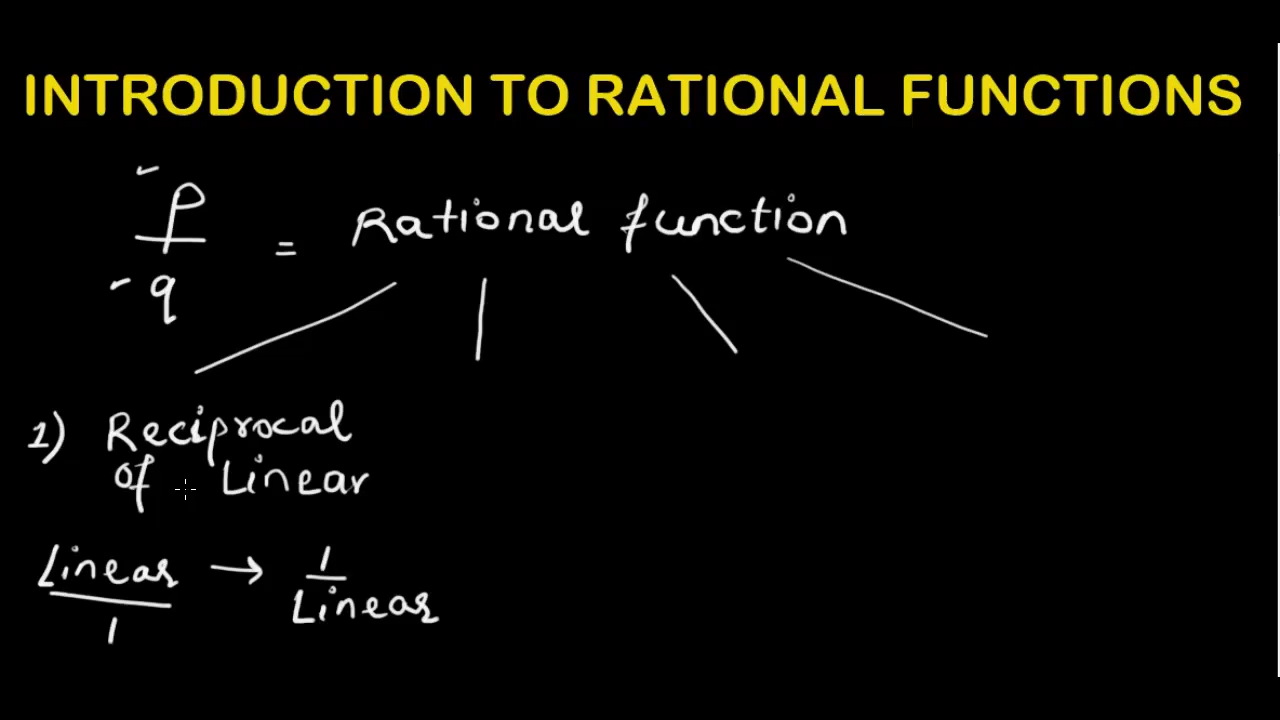 INTRODUCTION TO RATIONAL FUNCTIONS
p
q
= Rational function
1) Reciprocal
of Linear
Linear
1
→
1
Linear